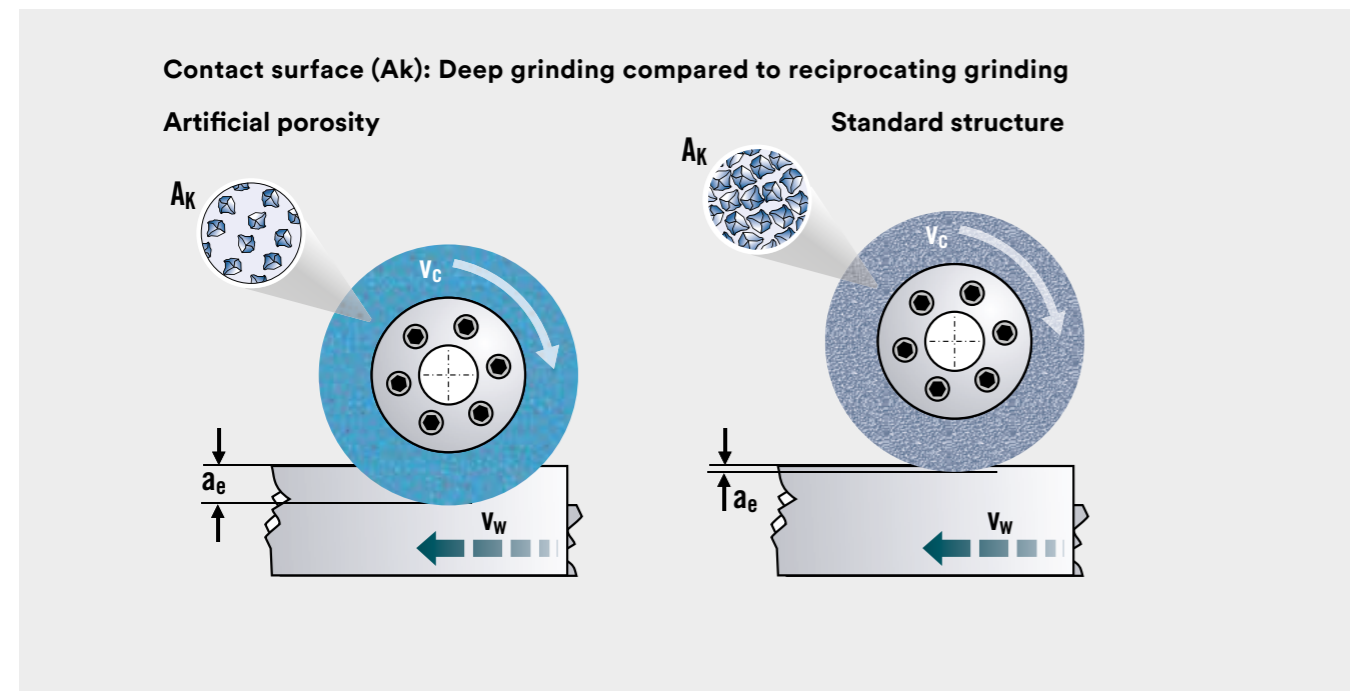 Contact surface (Ak): Deep grinding compared to reciprocating grinding
Artificial porosity
Standard structure
AK
AK
vc
vc
ae
ae
vw
vw